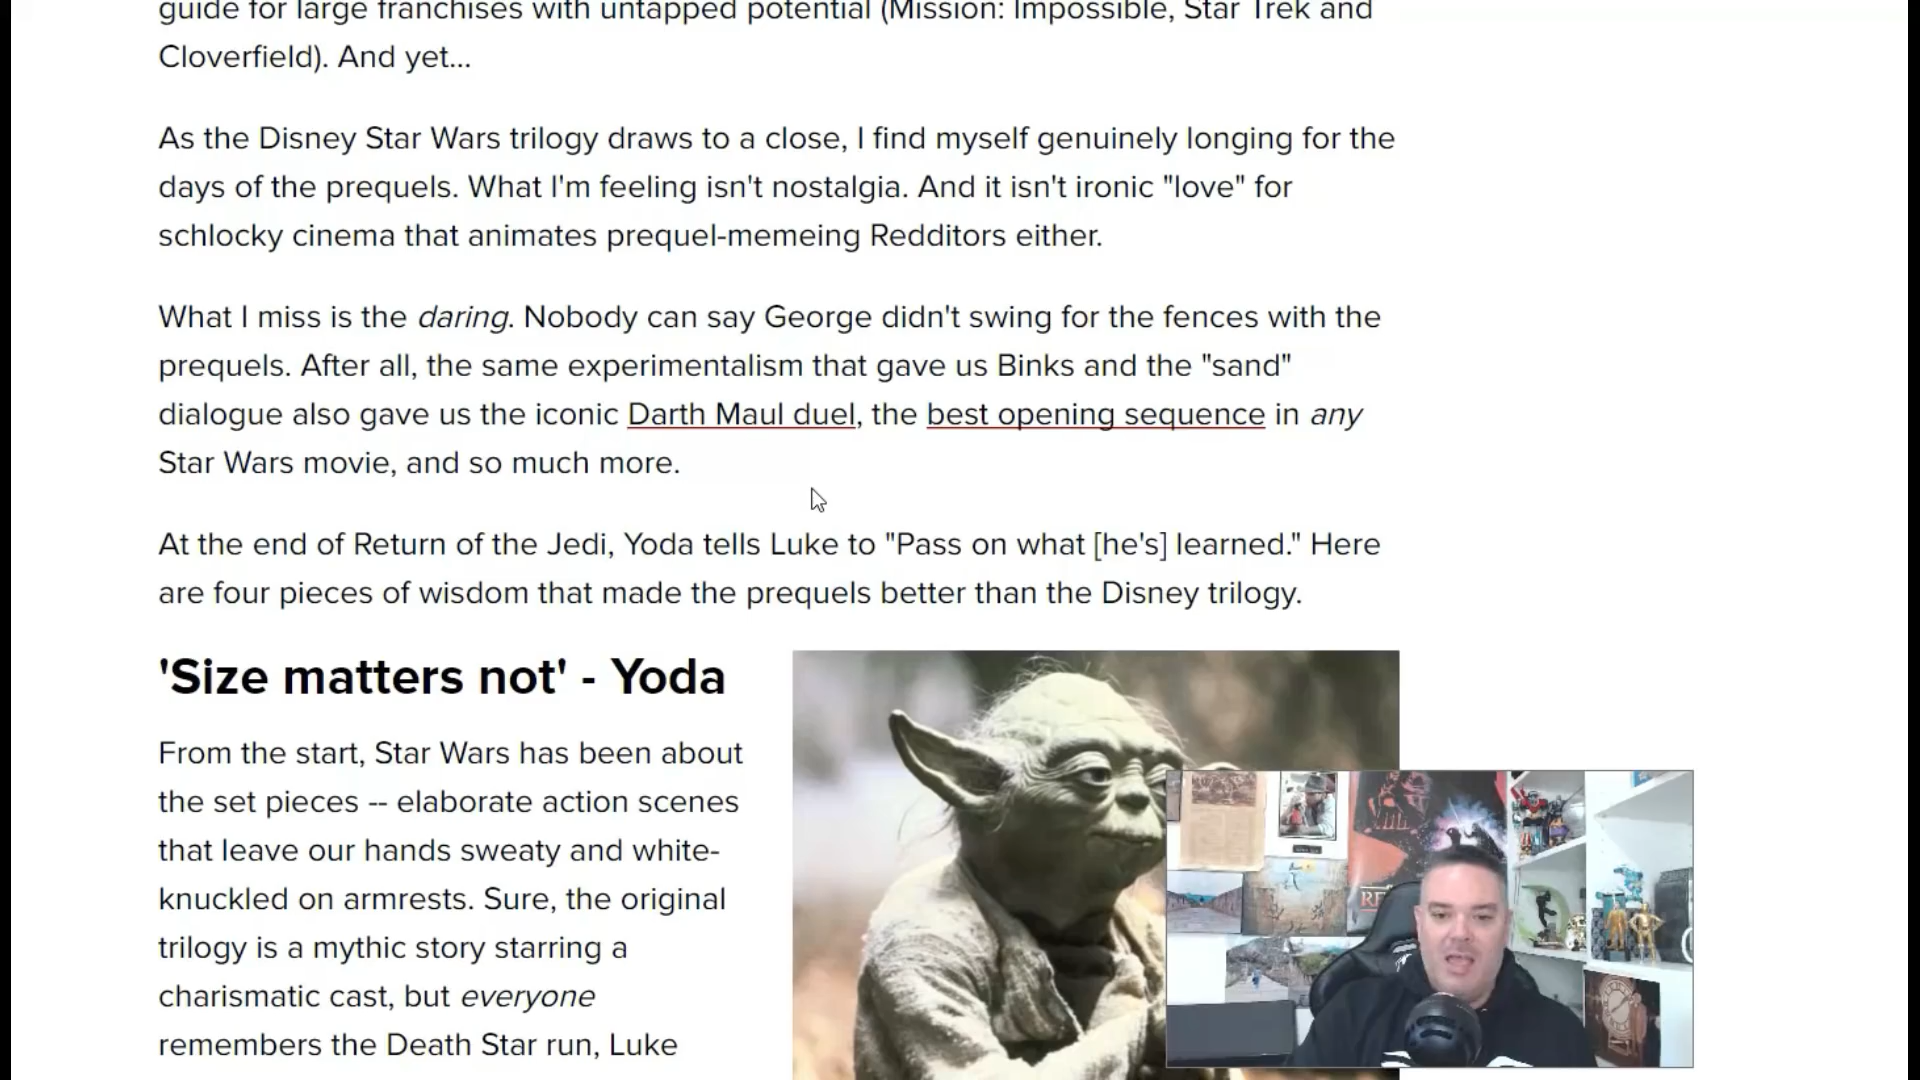 guide for large franchises with untapped potential (Mission: Impossible, Star Trek and
Cloverfield). And yet...
As the Disney Star Wars trilogy draws to a close, I find myself genuinely longing for the
days of the prequels. What I'm feeling isn't nostalgia. And it isn't ironic "love" for
schlocky cinema that animates prequel-memeing Redditors either.
What I miss is the daring. Nobody can say George didn't swing for the fences with the
prequels. After all, the same experimentalism that gave us Binks and the "sand"
dialogue also gave us the iconic Darth Maul duel, the best opening sequence in any
Star Wars movie, and so much more.
At the end of Return of the Jedi, Yoda tells Luke to "Pass on what [he's] learned." Here
are four pieces of wisdom that made the prequels better than the Disney trilogy.
'Size matters not' - Yoda
From the start, Star Wars has been about
the set pieces -- elaborate action scenes
that leave our hands sweaty and white-
knuckled on armrests. Sure, the original
trilogy is a mythic story starring a
charismatic cast, but everyone
remembers the Death Star run, Luke